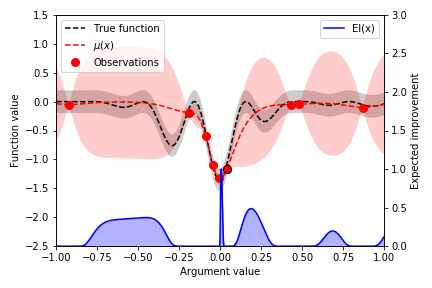 True function
μ(x)
Observations
EI(x)
Function value
1.5
1.0
0.5
0.0
−0.5
−1.0
−1.5
−2.0
−2.5
3.0
2.5
2.0
1.5
1.0
0.5
0.0
Expected improvement
−1.00 −0.75 −0.50 −0.25 0.00 0.25 0.50 0.75 1.00
Argument value